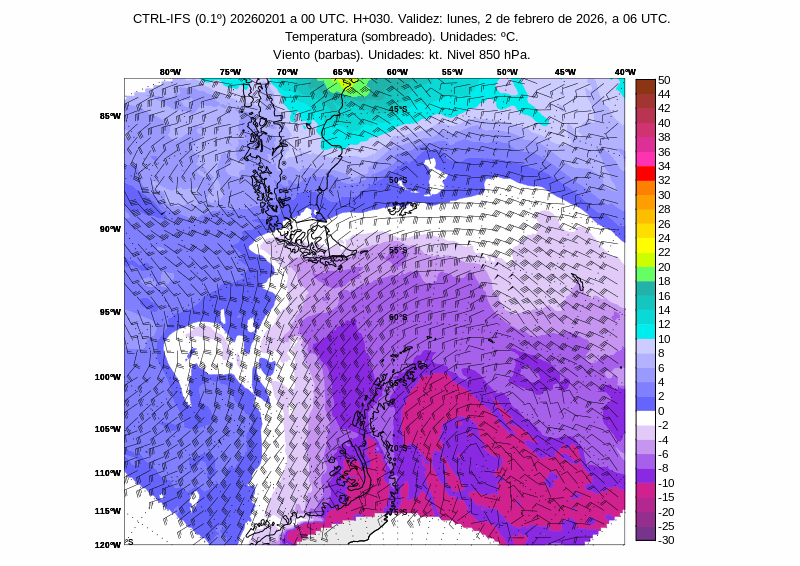 CTRL-IFS (0.1º) 20260201 a 00 UTC. H+030. Validez: lunes, 2 de febrero de 2026, a 06 UTC.
Temperatura (sombreado). Unidades: ºC.
Viento (barbas). Unidades: kt. Nivel 850 hPa.
80°W 75°W 70°W 65°W 60°W 55°W 50°W 45°W 40°W
85°W
90°W
95°W
100°W
105°W
110°W
115°W
120°W
45°S
50°S
55°S
60°S
65°S
70°S
75°S
°S
50
44
42
40
38
36
34
32
30
28
26
24
22
20
18
16
14
12
10
8
6
4
2
0
-2
-4
-6
-8
-10
-15
-20
-25
-30